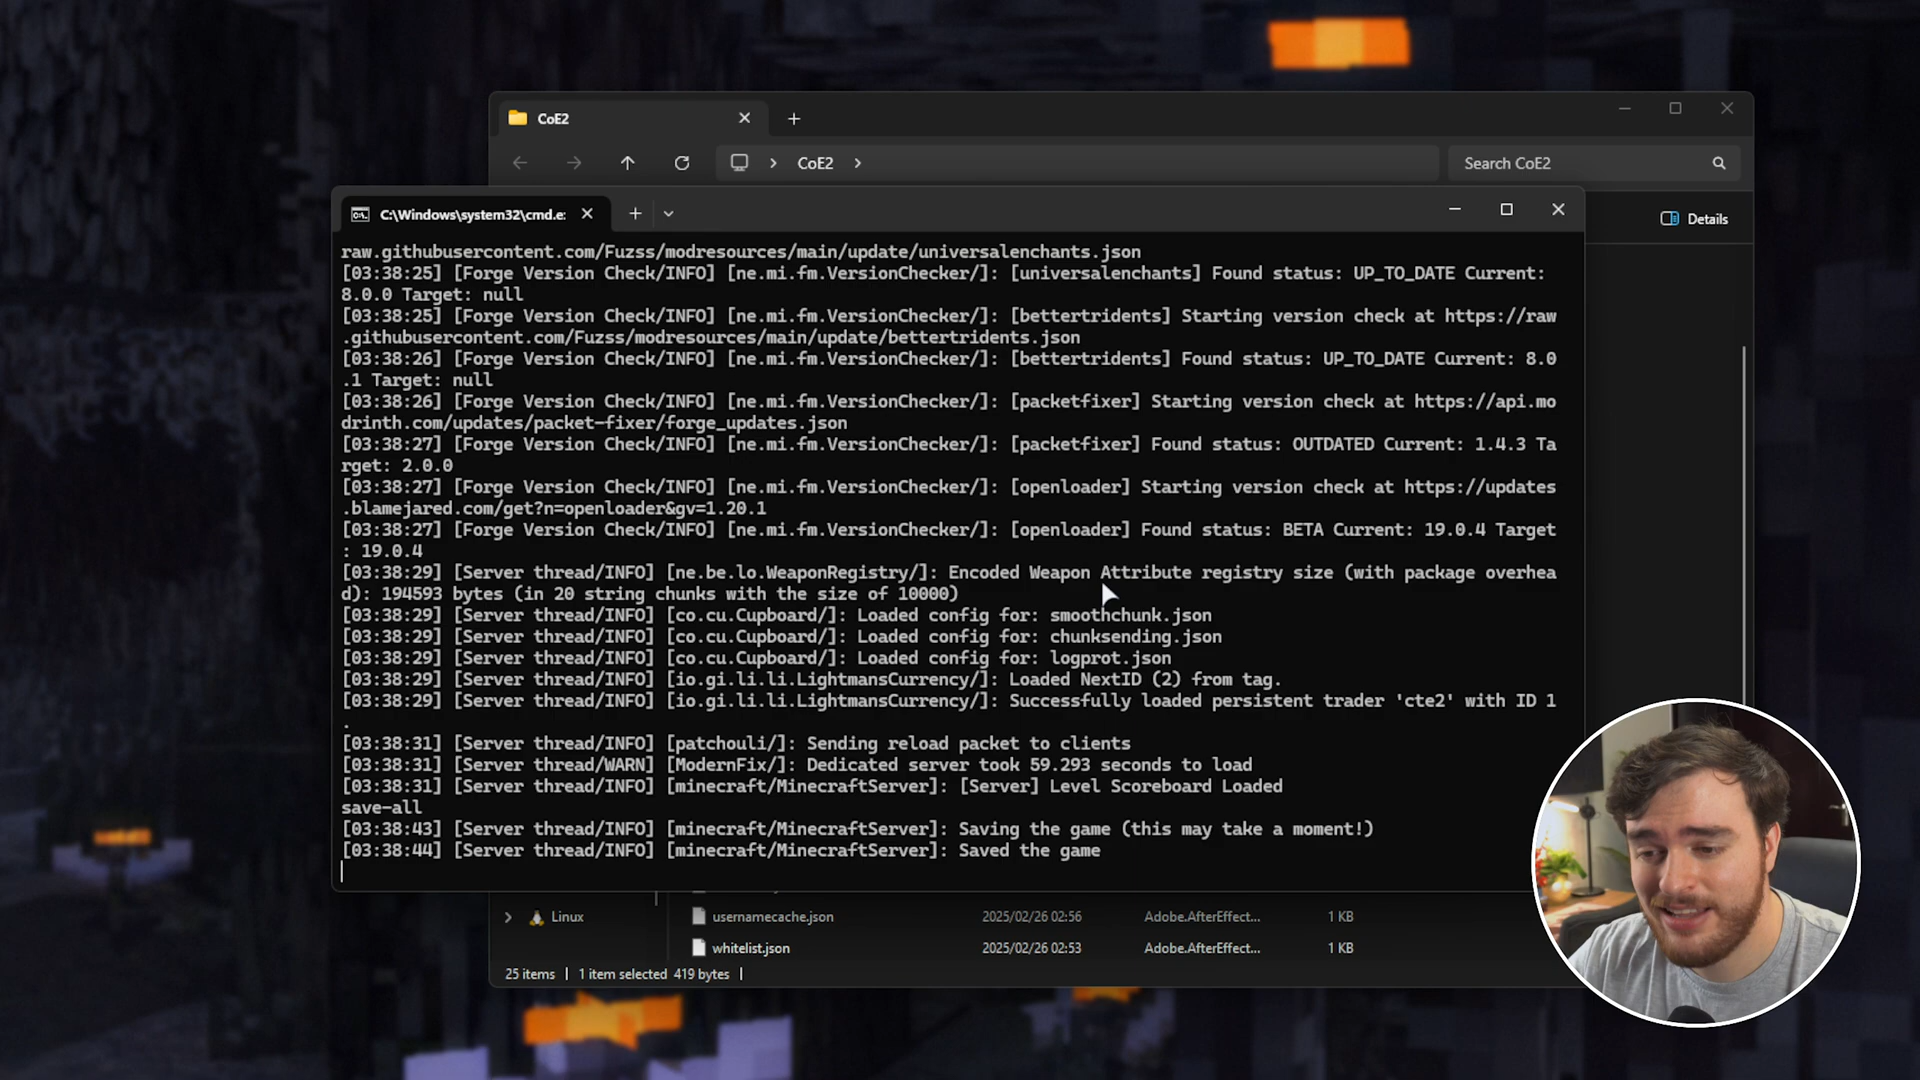 CoE2
CoE2
Search CoE2
C:\Windows\system32\cmd.e:
Details
raw.githubusercontent.com/Fuzss/modresources/main/update/universalenchants.json
[03:38:25] [Forge Version Check/INFO] [ne.mi.fm.VersionChecker/]: [universalenchants] Found status: UP_TO_DATE Current:
8.0.0 Target: null
[03:38:25] [Forge Version Check/INFO] [ne.mi.fm.VersionChecker/]: [bettertridents] Starting version check at https://raw
.githubusercontent.com/Fuzss/modresources/main/update/bettertridents.json
[03:38:26] [Forge Version Check/INFO] [ne.mi.fm.VersionChecker/]: [bettertridents] Found status: UP_TO_DATE Current: 8.0
.1 Target: null
[03:38:26] [Forge Version Check/INFO] [ne.mi.fm.VersionChecker/]: [packetfixer] Starting version check at https://api.mo
drinth.com/updates/packet-fixer/forge_updates.json
[03:38:27] [Forge Version Check/INFO] [ne.mi.fm.VersionChecker/]: [packetfixer] Found status: OUTDATED Current: 1.4.3 Ta
rget: 2.0.0
[03:38:27] [Forge Version Check/INFO] [ne.mi.fm.VersionChecker/]: [openloader] Starting version check at https://updates
.blamejared.com/get?n=openloader&gv=1.20.1
[03:38:27] [Forge Version Check/INFO] [ne.mi.fm.VersionChecker/]: [openloader] Found status: BETA Current: 19.0.4 Target
: 19.0.4
[03:38:29] [Server thread/INFO] [ne.be.lo.WeaponRegistry/]: Encoded Weapon Attribute registry size (with package overhea
d): 194593 bytes (in 20 string chunks with the size of 10000)
[03:38:29] [Server thread/INFO] [co.cu.Cupboard/]: Loaded config for: smoothchunk.json
[03:38:29] [Server thread/INFO] [co.cu.Cupboard/]: Loaded config for: chunksending.json
[03:38:29] [Server thread/INFO] [co.cu.Cupboard/]: Loaded config for: logprot.json
[03:38:29] [Server thread/INFO] [io.gi.li.li.LightmansCurrency/]: Loaded NextID (2) from tag.
[03:38:29] [Server thread/INFO] [io.gi.li.li.LightmansCurrency/]: Successfully loaded persistent trader 'cte2' with ID 1
.
[03:38:31] [Server thread/INFO] [patchouli/]: Sending reload packet to clients
[03:38:31] [Server thread/WARN] [ModernFix/]: Dedicated server took 59.293 seconds to load
[03:38:31] [Server thread/INFO] [minecraft/MinecraftServer]: [Server] Level Scoreboard Loaded
save-all
[03:38:43] [Server thread/INFO] [minecraft/MinecraftServer]: Saving the game (this may take a moment!)
[03:38:44] [Server thread/INFO] [minecraft/MinecraftServer]: Saved the game
Linux
usernamecache.json 2025/02/26 02:56 Adobe.AfterEffect... 1 KB
whitelist.json 2025/02/26 02:53 Adobe.AfterEffect... 1 KB
25 items | 1 item selected 419 bytes |